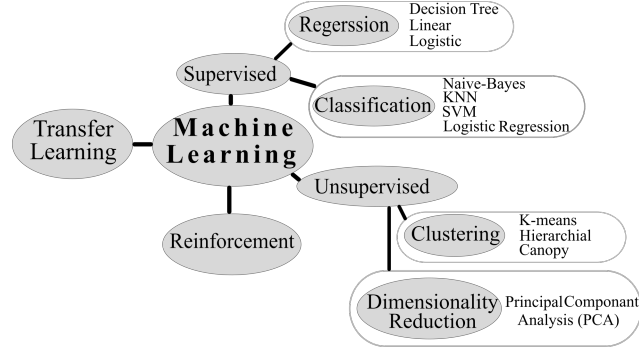 Regerssion
Decision Tree
Linear
Logistic
Supervised
Classification
Naive-Bayes
KNN
SVM
Logistic Regression
Transfer
Learning
Machine
Learning
Unsupervised
Reinforcement
Clustering
K-means
Hierarchial
Canopy
Dimensionality
Reduction
Principal Componant
Analysis (PCA)